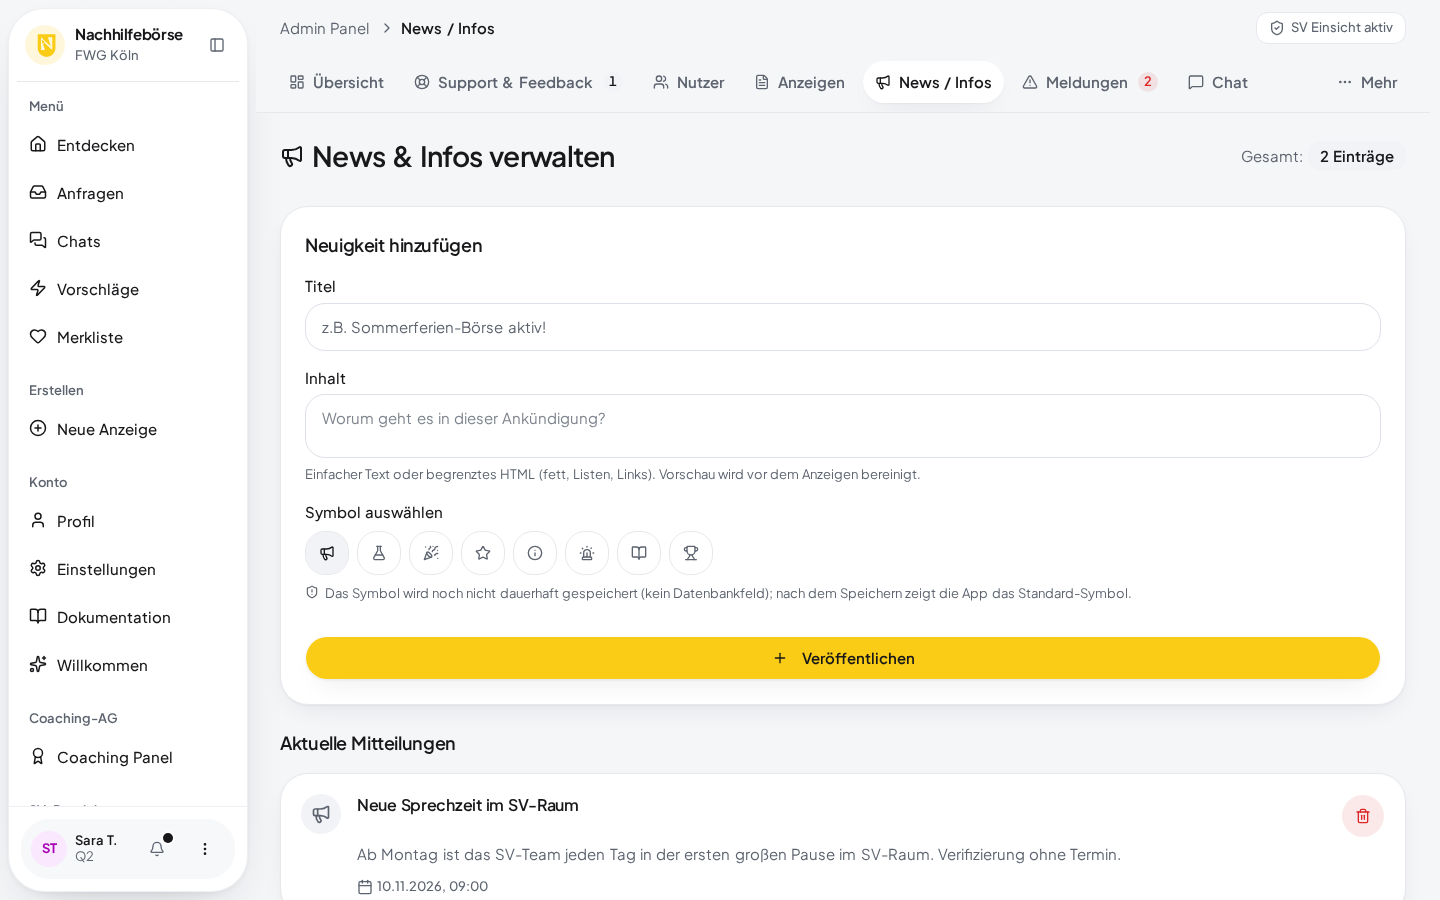 Nachhilfebörse
FWG Köln
Menü
Entdecken
Anfragen
Chats
Vorschläge
Merkliste
Erstellen
Neue Anzeige
Konto
Profil
Einstellungen
Dokumentation
Willkommen
Coaching-AG
Coaching Panel
ST
Sara T.
Q2
Admin Panel
News / Infos
SV Einsicht aktiv
Übersicht
Support & Feedback 1
Nutzer
Anzeigen
News / Infos
Meldungen 2
Chat
Mehr
News & Infos verwalten
Gesamt: 2 Einträge
Neuigkeit hinzufügen
Titel
z.B. Sommerferien-Börse aktiv!
Inhalt
Worum geht es in dieser Ankündigung?
Einfacher Text oder begrenztes HTML (fett, Listen, Links). Vorschau wird vor dem Anzeigen bereinigt.
Symbol auswählen
Das Symbol wird noch nicht dauerhaft gespeichert (kein Datenbankfeld); nach dem Speichern zeigt die App das Standard-Symbol.
Veröffentlichen
Aktuelle Mitteilungen
Neue Sprechzeit im SV-Raum
Ab Montag ist das SV-Team jeden Tag in der ersten großen Pause im SV-Raum. Verifizierung ohne Termin.
10.11.2026, 09:00